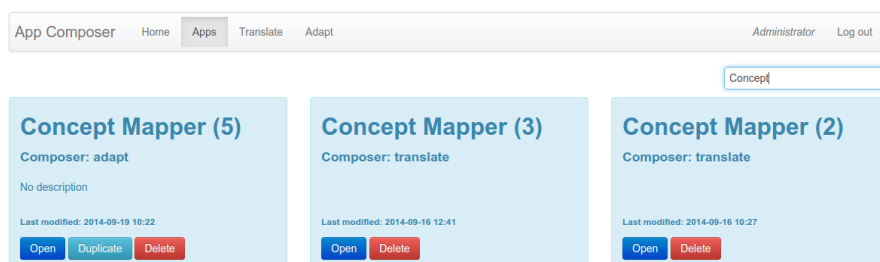 App Composer Home Apps Translate Adapt Administrator Log out
Concept
Concept Mapper (5) Concept Mapper (3) Concept Mapper (2)
Composer: adapt Composer: translate Composer: translate
No description
Last modified: 2014-09-19 10:22 Last modified: 2014-09-16 12:41 Last modified: 2014-09-16 10:27
Open Duplicate Delete Open Delete Open Delete